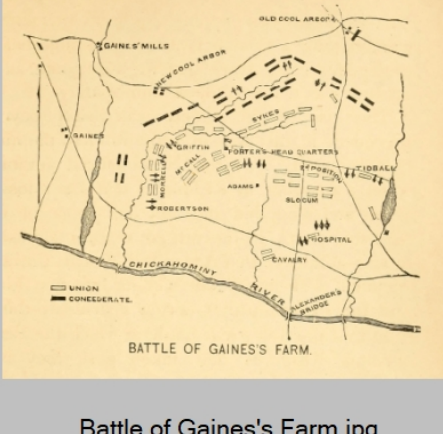 OLD COOL ARBOR
GAINES' MILLS
NEW COOL ARBOR
SYKES
GAINES
GRIFFIN
PORTER'S HEAD QUARTERS
McCALL
MORRELL'S
TIDBALL
ADAMS
SLOCUM
ROBERTSON
HOSPITAL
CAVALRY
CHICKAHOMINY RIVER
ALEXANDER'S
BRIDGE
UNION
CONFEDERATE.
BATTLE OF GAINES'S FARM.
Battle of Gaines's Farm.jpg